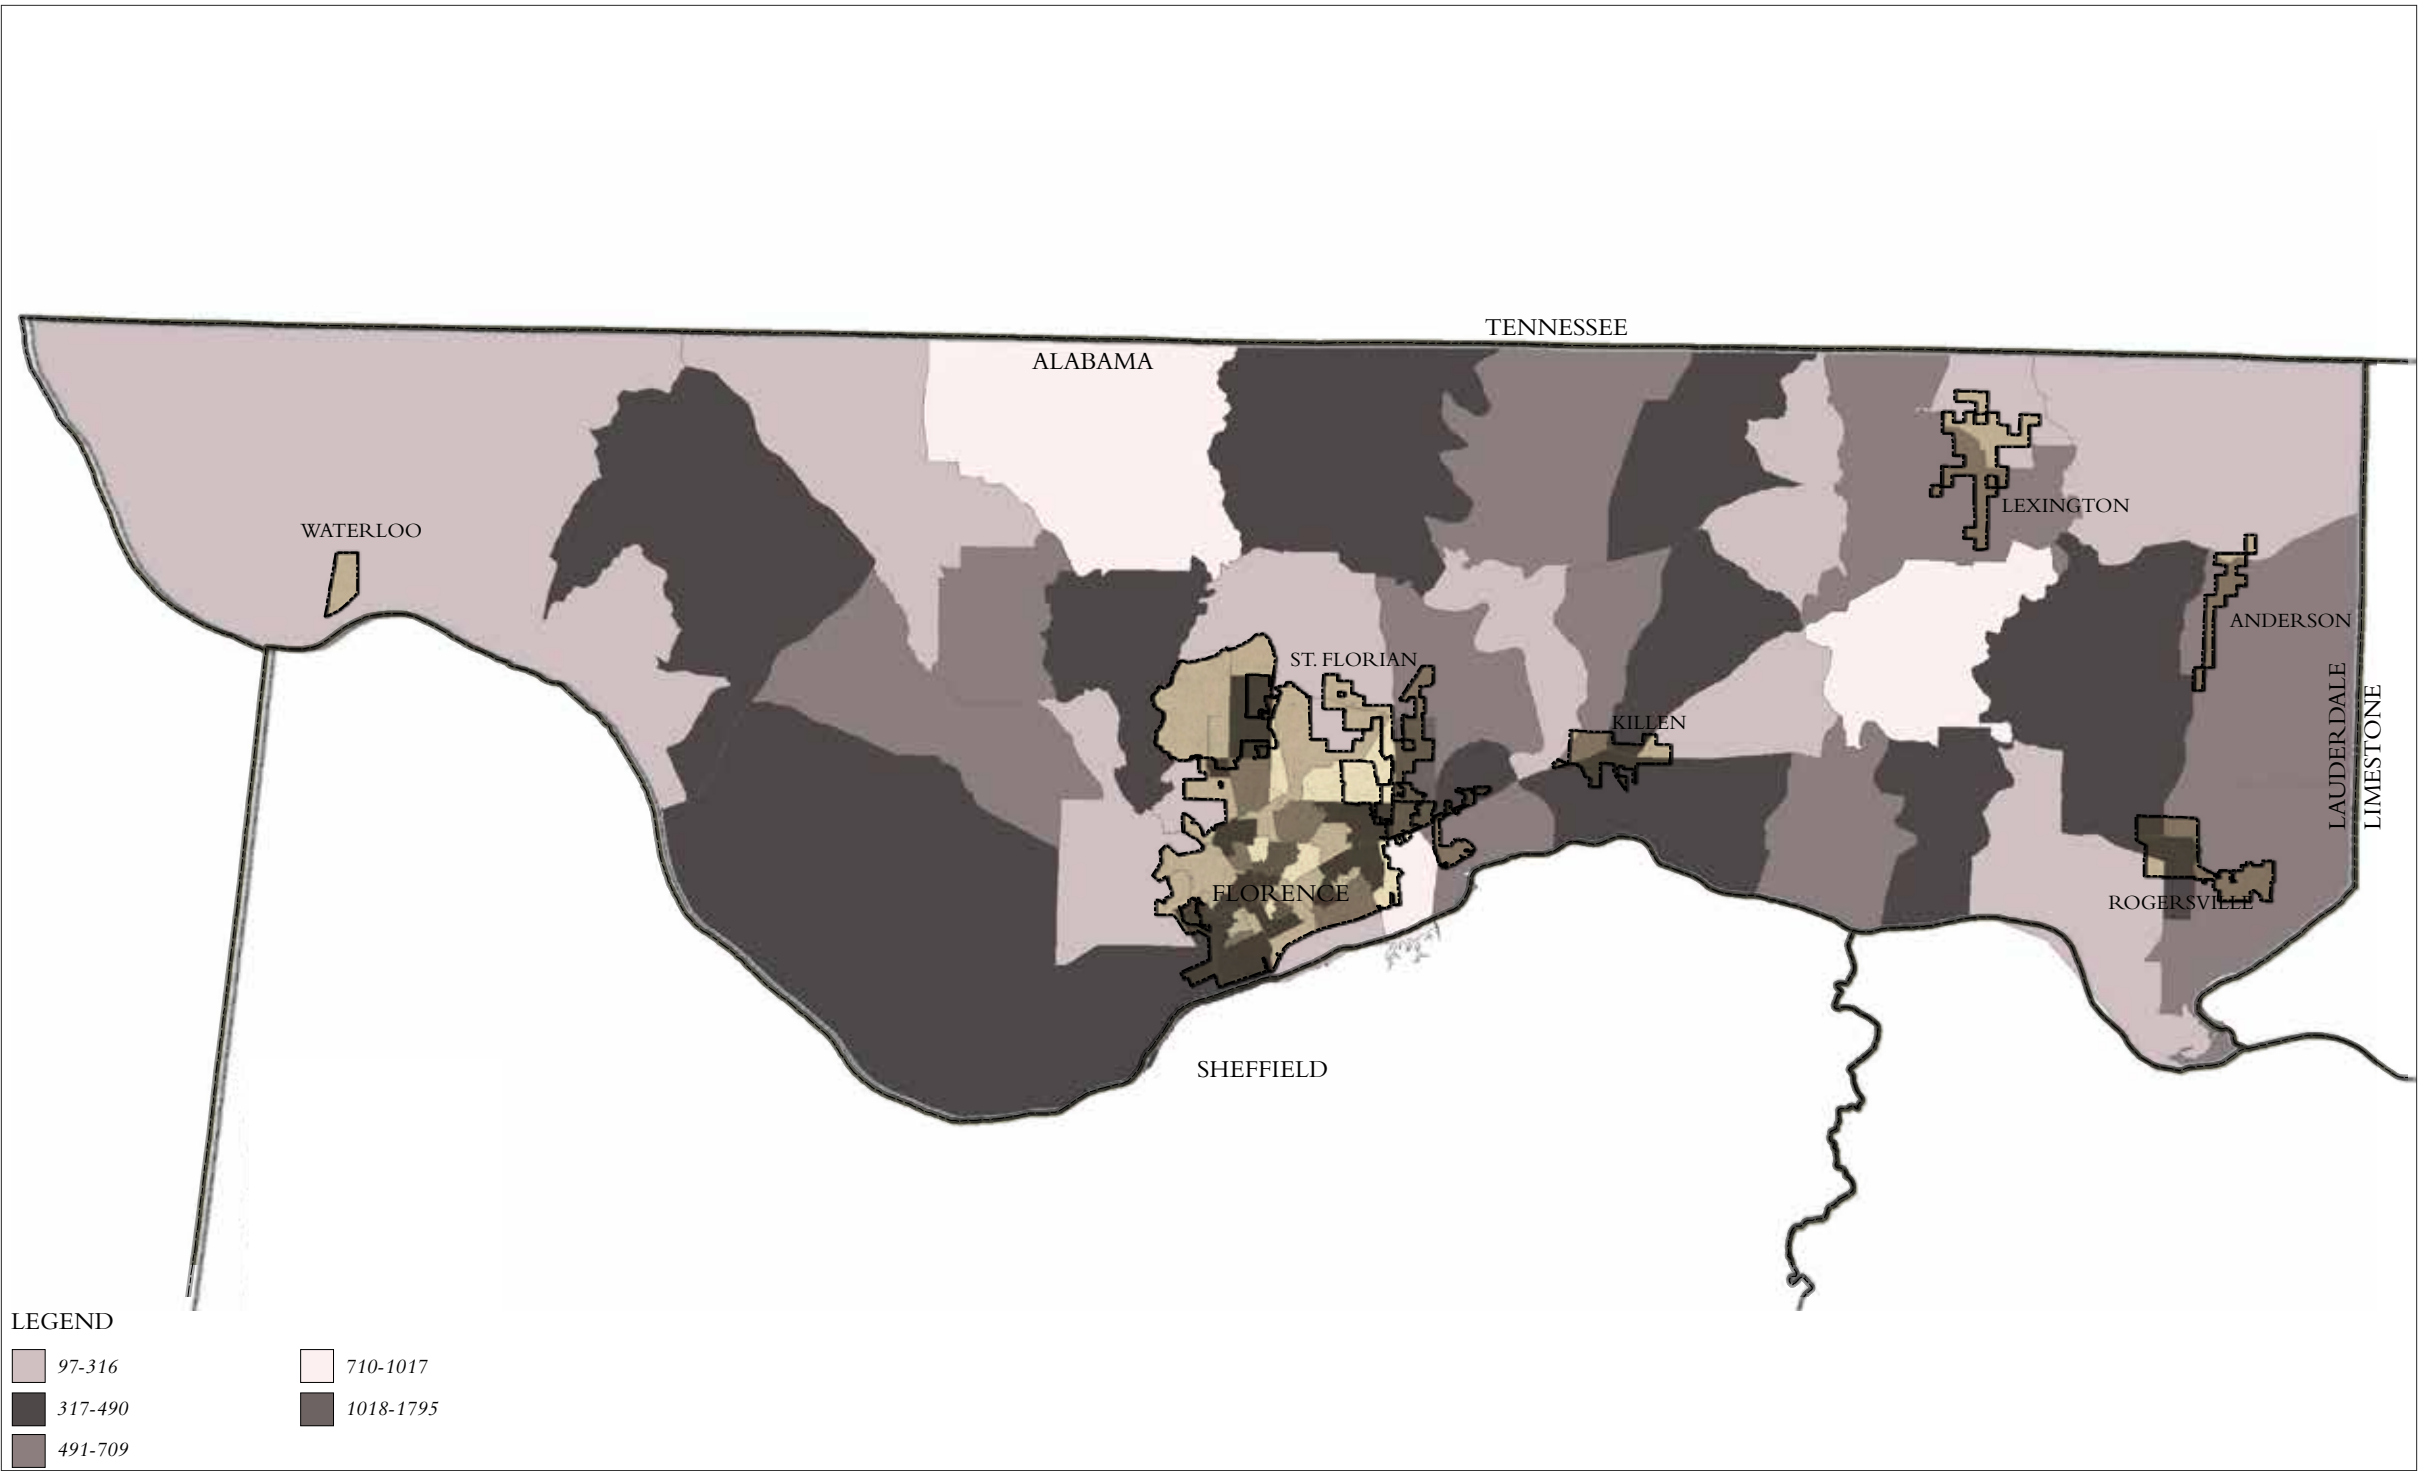 TENNESSEE
ALABAMA
WATERLOO
LEXINGTON
ANDERSON
ST. FLORIAN
KILLEN
LAUDERDALE
LIMESTONE
FLORENCE
ROGERSVILLE
SHEFFIELD
LEGEND
97-316
317-490
491-709
710-1017
1018-1795